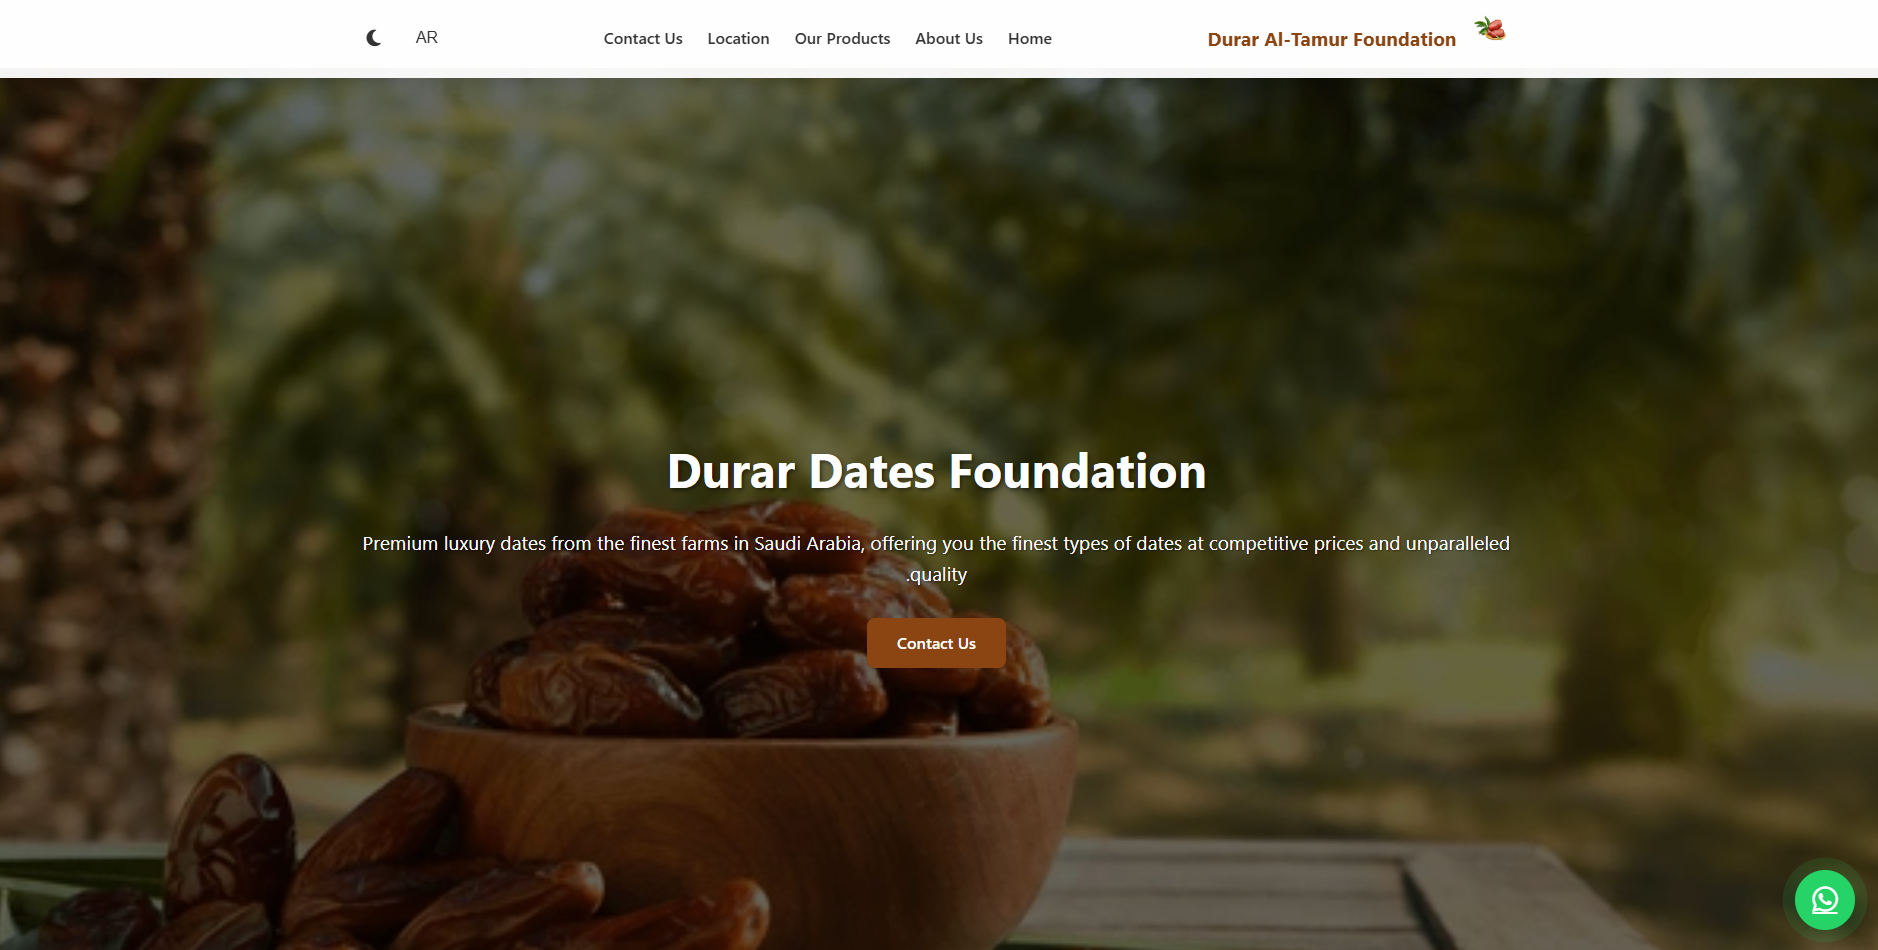 AR
Contact Us Location Our Products About Us Home
Durar Al-Tamur Foundation
Durar Dates Foundation
Premium luxury dates from the finest farms in Saudi Arabia, offering you the finest types of dates at competitive prices and unparalleled
.quality
Contact Us